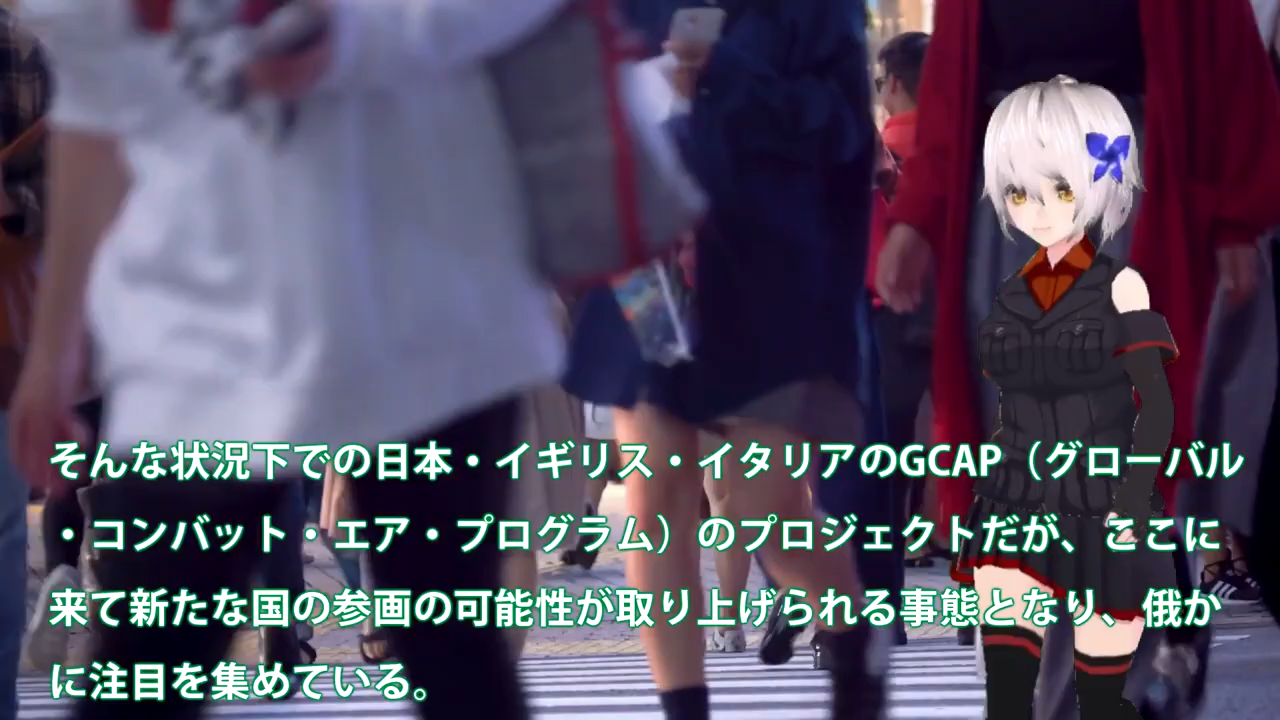 そんな状況下での日本・イギリス・イタリアのGCAP（グローバル
・コンバット・エア・プログラム）のプロジェクトだが、ここに
来て新たな国の参画の可能性が取り上げられる事態となり、俄か
に注目を集めている。